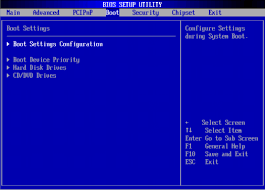 BIOS SETUP UTILITY
Main Advanced PCIPnP Boot Security Chipset Exit
Boot Settings
Boot Settings Configuration
Boot Device Priority
Hard Disk Drives
CD/DVD Drives
Configure Settings
during System Boot.
← Select Screen
↑↓ Select Item
Enter Go to Sub Screen
F1 General Help
F10 Save and Exit
ESC Exit